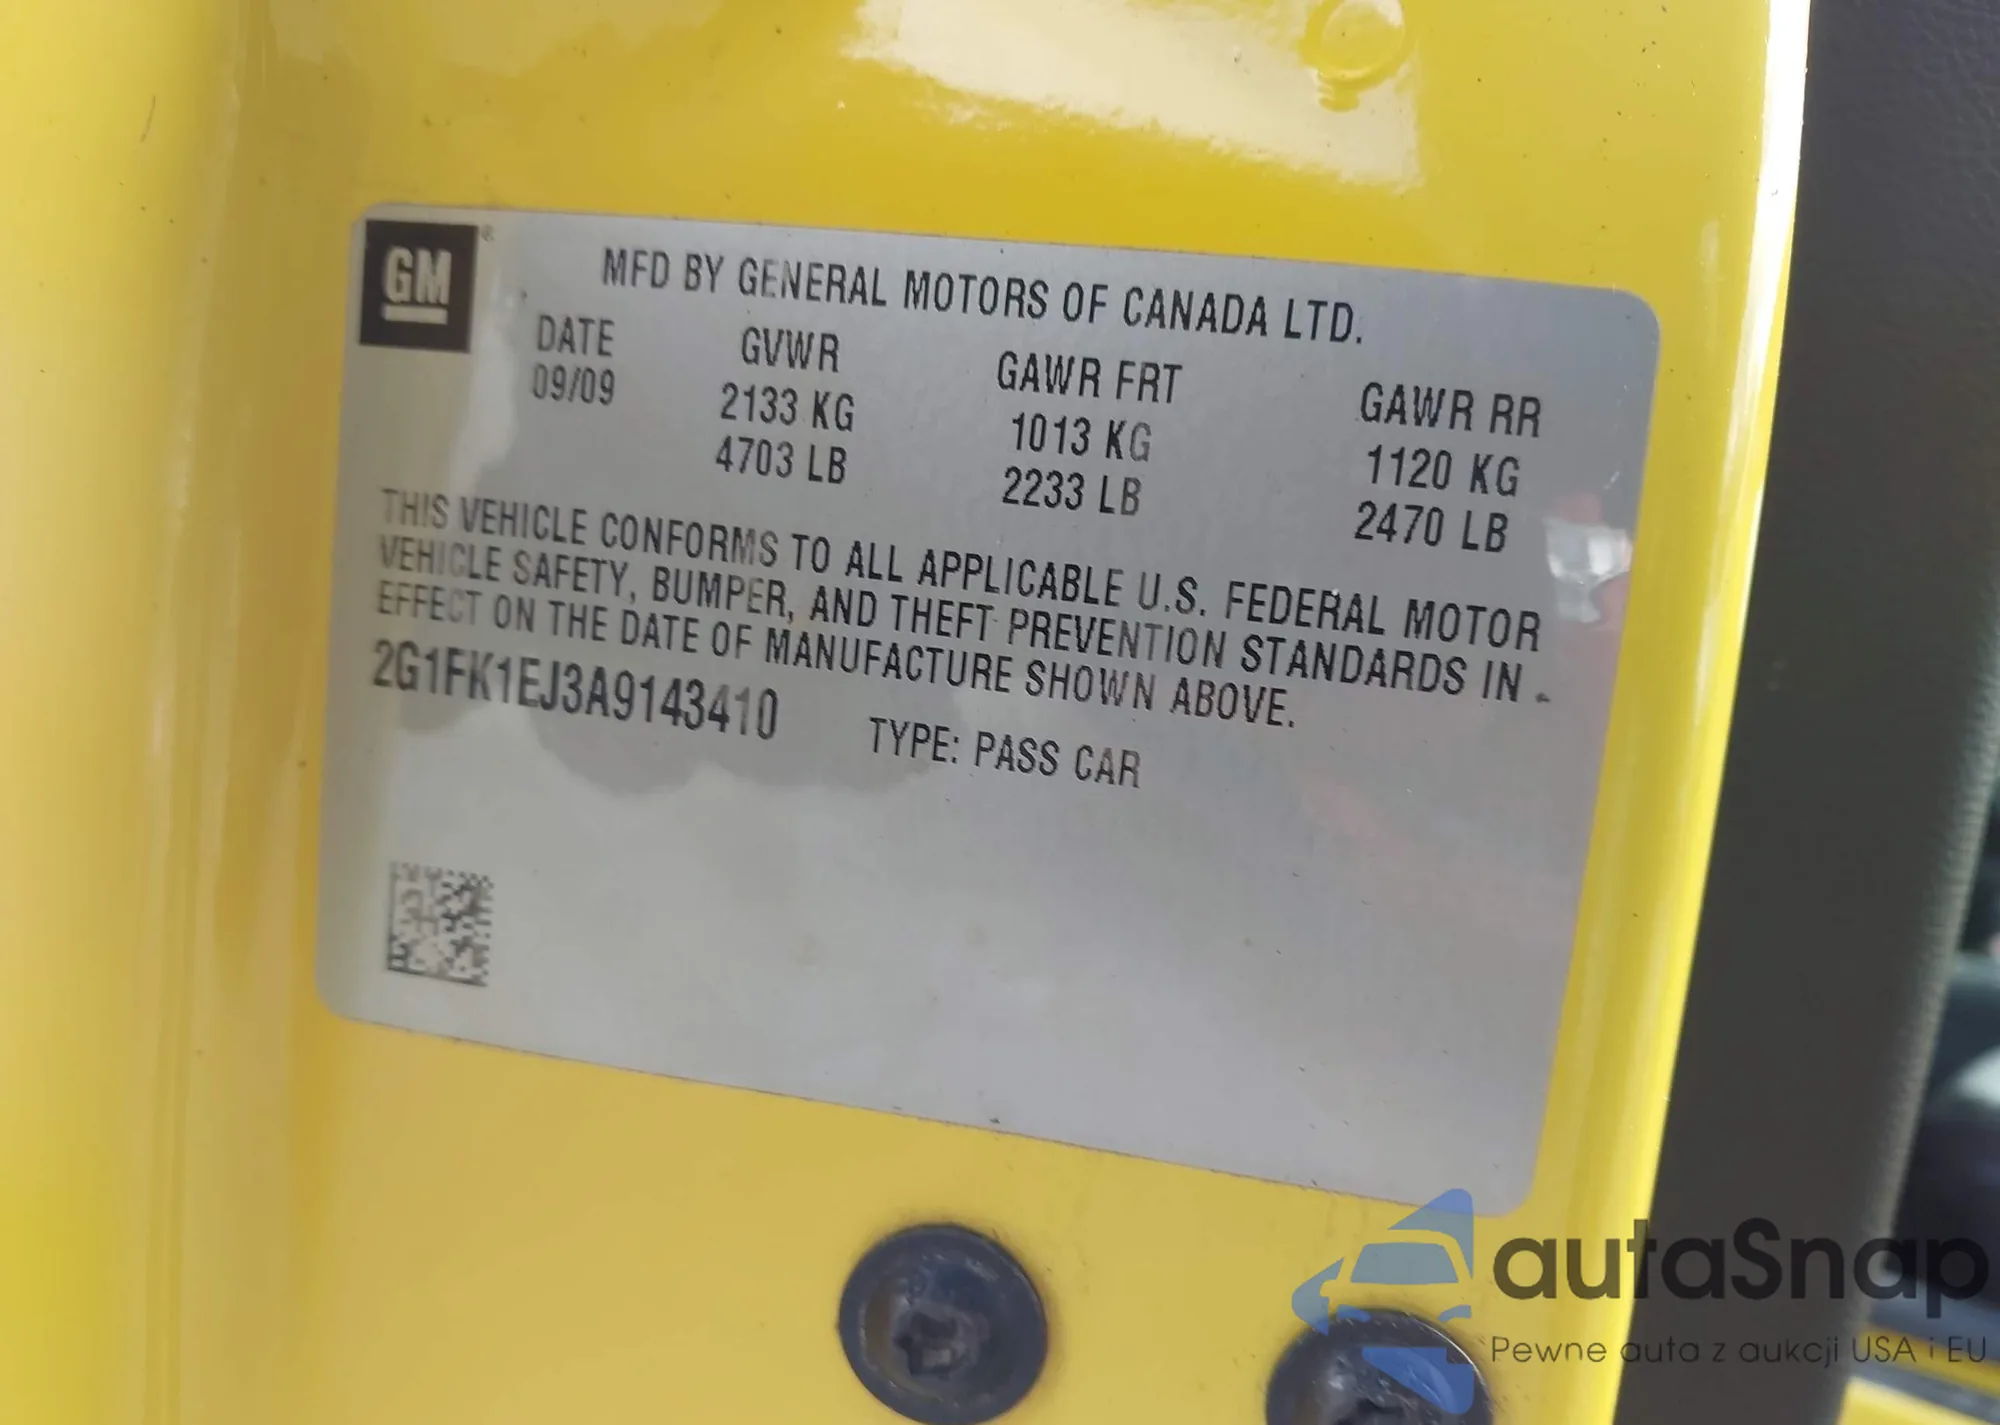 GM
MFD BY GENERAL MOTORS OF CANADA LTD.
DATE GVWR GAWR FRT GAWR RR
09/09 2133 KG 1013 KG 1120 KG
4703 LB 2233 LB 2470 LB
THIS VEHICLE CONFORMS TO ALL APPLICABLE U.S. FEDERAL MOTOR
VEHICLE SAFETY, BUMPER, AND THEFT PREVENTION STANDARDS IN
EFFECT ON THE DATE OF MANUFACTURE SHOWN ABOVE.
2G1FK1EJ3A9143410 TYPE: PASS CAR
autaSnap
Pewne auta z aukcji USA i EU